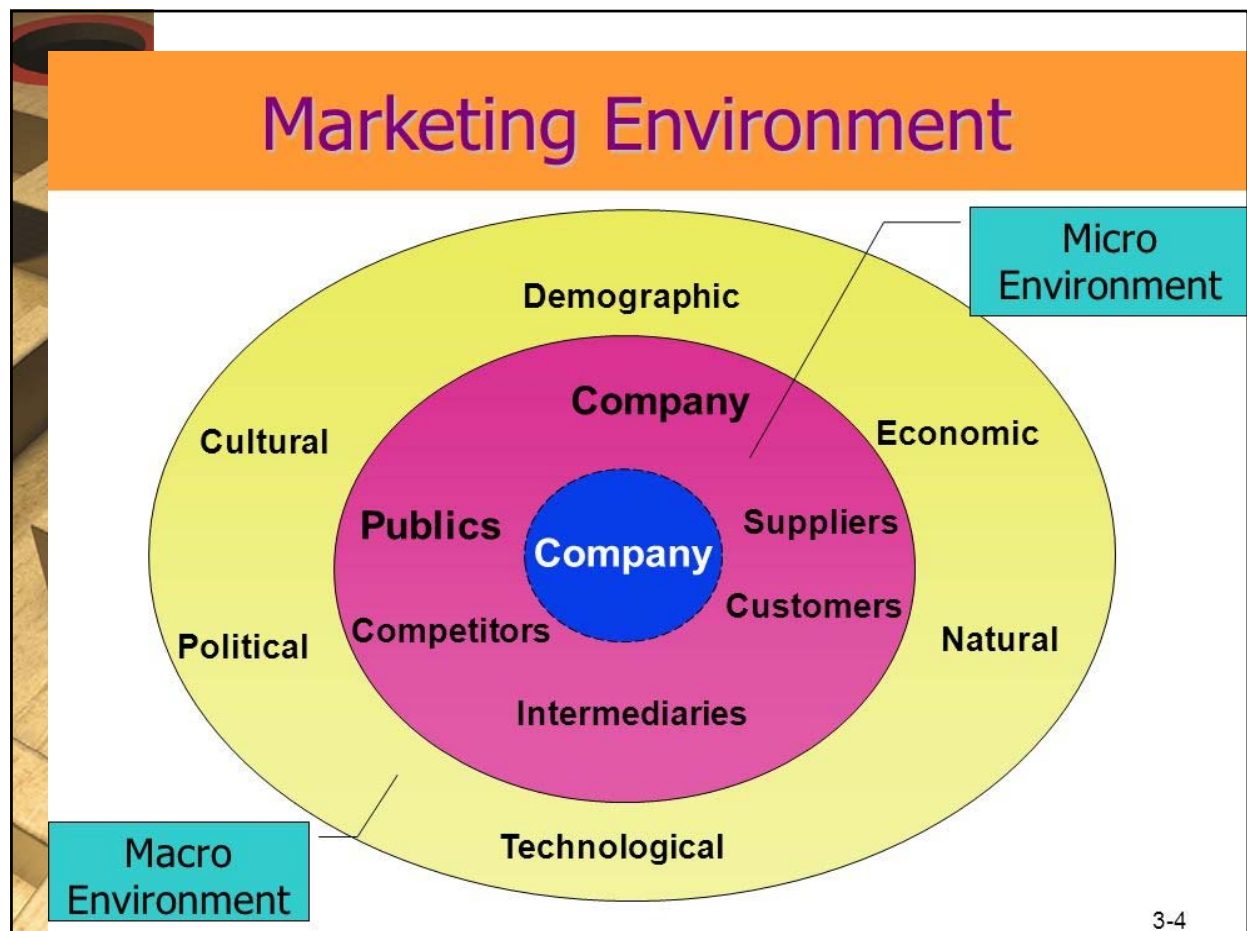 Marketing Environment
Micro
Environment
Demographic
Company
Cultural
Economic
Publics
Suppliers
Company
Customers
Competitors
Political
Natural
Intermediaries
Macro
Environment
Technological
3-4